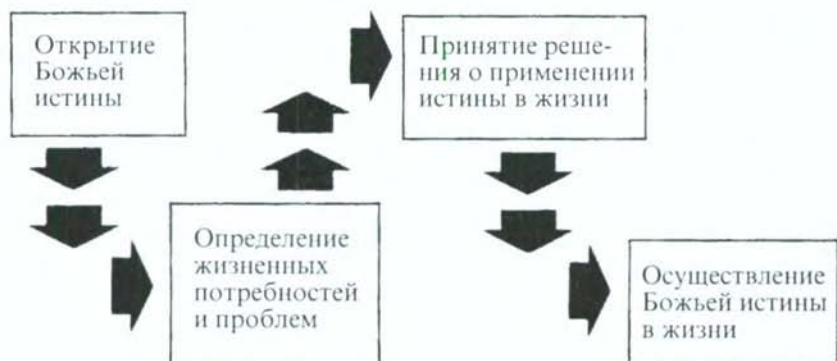 Открытие
Божьей
истины
Определение
жизненных
потребностей
и проблем
Принятие реше-
ния о применении
истины в жизни
Осуществление
Божьей истины
в жизни